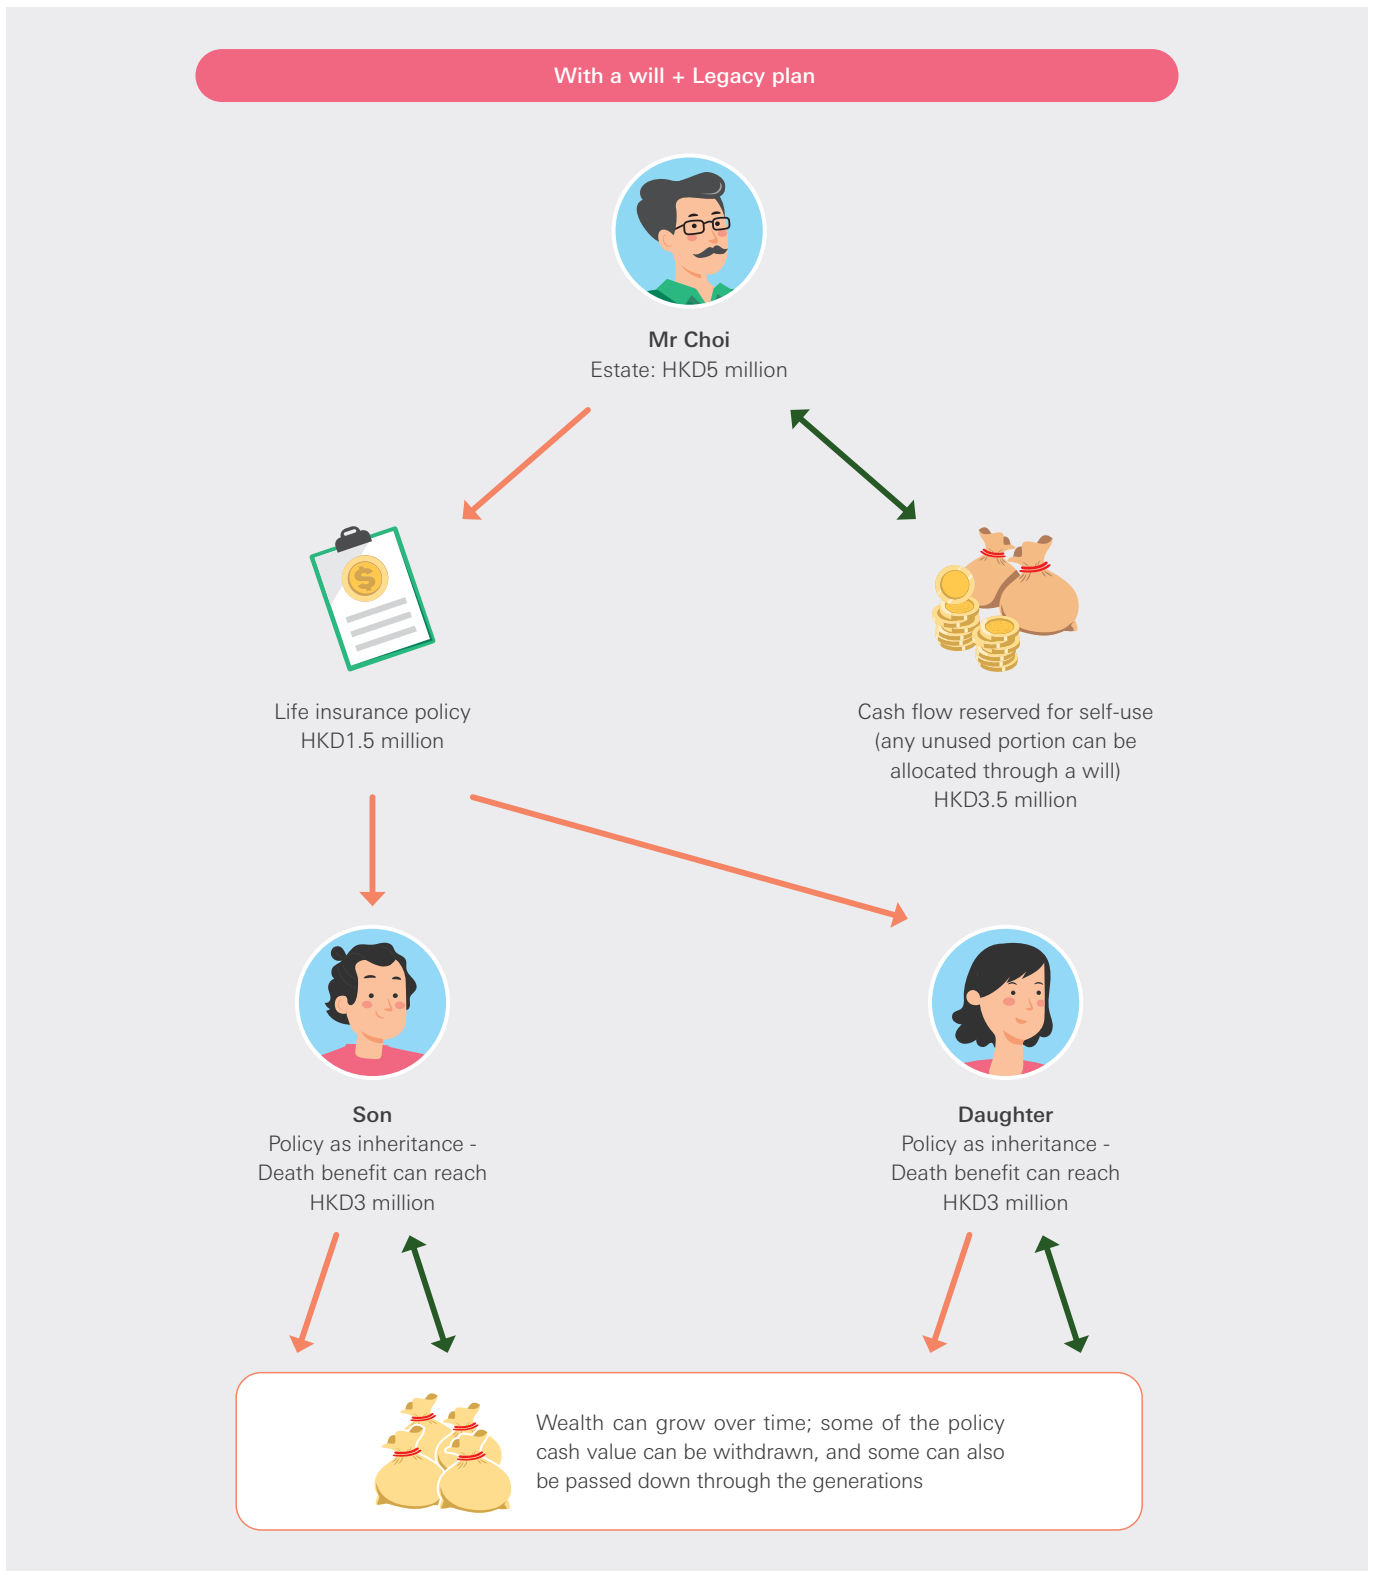 With a will + Legacy plan
Mr Choi
Estate: HKD5 million
Life insurance policy
HKD1.5 million
Cash flow reserved for self-use
(any unused portion can be
allocated through a will)
HKD3.5 million
Son
Policy as inheritance -
Death benefit can reach
HKD3 million
Daughter
Policy as inheritance -
Death benefit can reach
HKD3 million
Wealth can grow over time; some of the policy
cash value can be withdrawn, and some can also
be passed down through the generations